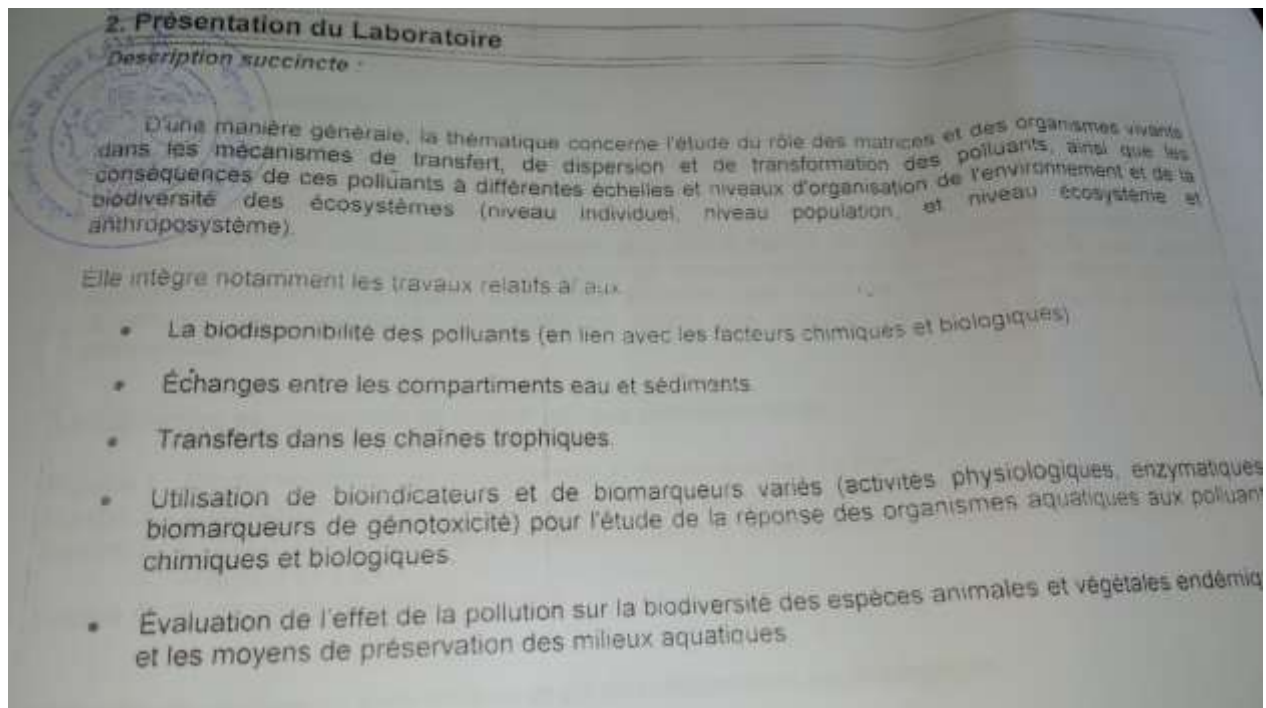 2. Présentation du Laboratoire
Description succincte :
D'une manière générale, la thématique concerne l'étude du rôle des matrices et des organismes vivants
dans les mécanismes de transfert, de dispersion et de transformation des polluants, ainsi que les
conséquences de ces polluants à différentes échelles et niveaux d'organisation de l'environnement et de la
biodiversité des écosystèmes (niveau individuel, niveau population, et niveau écosystème et
anthroposystème).
Elle intègre notamment les travaux relatifs a/ aux
• La biodisponibilité des polluants (en lien avec les facteurs chimiques et biologiques)
• Échanges entre les compartiments eau et sédiments.
• Transferts dans les chaînes trophiques.
• Utilisation de bioindicateurs et de biomarqueurs variés (activités physiologiques, enzymatiques
biomarqueurs de génotoxicité) pour l'étude de la réponse des organismes aquatiques aux polluant
chimiques et biologiques.
• Évaluation de l'effet de la pollution sur la biodiversité des espèces animales et végétales endémiq
et les moyens de préservation des milieux aquatiques